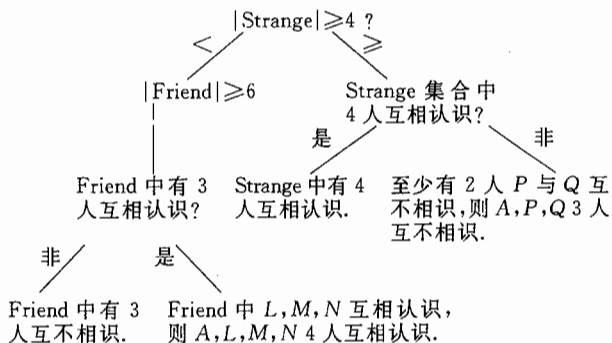 |Strange|≥4 ?
<
≥
|Friend|≥6
Strange 集合中
4 人互相认识?
是
非
Friend 中有 3
人互相认识?
Strange 中有 4
人互相认识.
至少有 2 人 P 与 Q 互
不相识,则 A,P,Q 3 人
互不相识.
非
是
Friend 中有 3
人互不相识.
Friend 中 L,M,N 互相认识,
则 A,L,M,N 4 人互相认识.